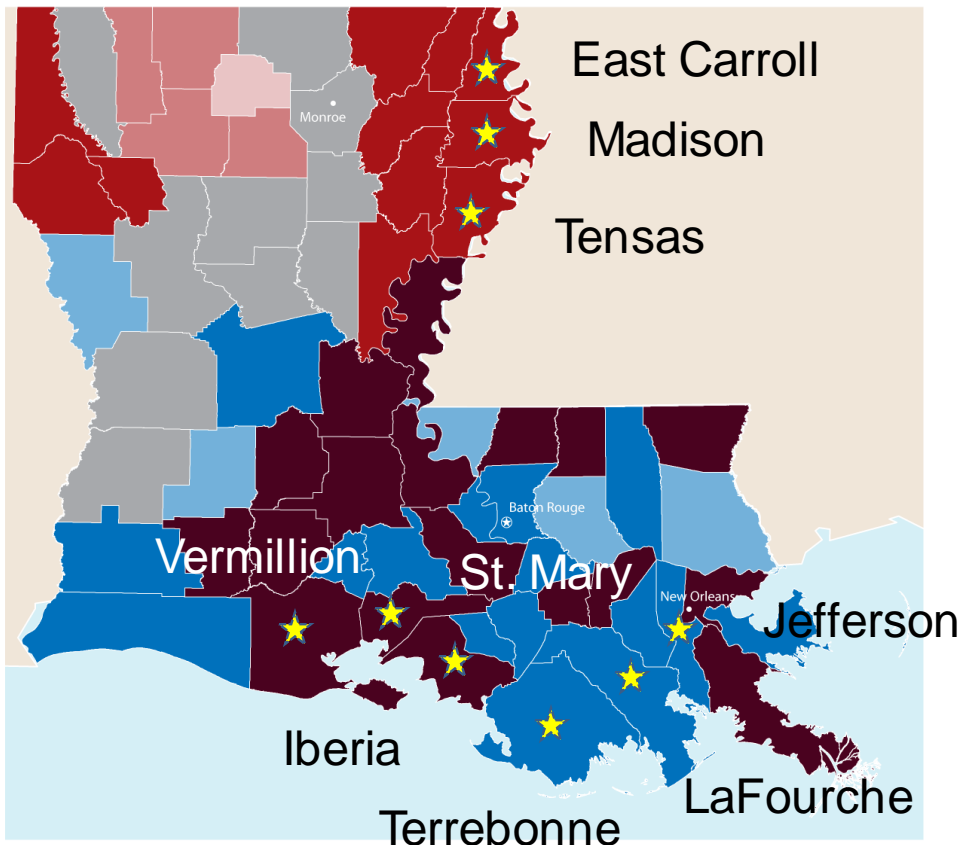 East Carroll
Monroe
Madison
Tensas
Baton Rouge
Vermillion
St. Mary
New Orleans
Jefferson
Iberia
LaFourche
Terrebonne